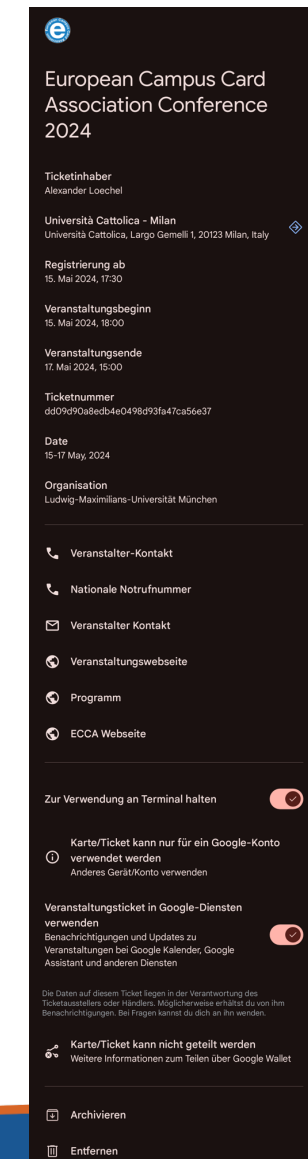 European Campus Card
Association Conference
2024
Ticketinhaber
Alexander Loechel
Università Cattolica - Milan
Università Cattolica, Largo Gemelli 1, 20123 Milan, Italy
Registrierung ab
15. Mai 2024, 17:30
Veranstaltungsbeginn
15. Mai 2024, 18:00
Veranstaltungsende
17. Mai 2024, 15:00
Ticketnummer
dd09d90a8edb4e0498d93fa47ca56e37
Date
15-17 May, 2024
Organisation
Ludwig-Maximilians-Universität München
Veranstalter-Kontakt
Nationale Notrufnummer
Veranstalter Kontakt
Veranstaltungswebseite
Programm
ECCA Webseite
Zur Verwendung an Terminal halten
Karte/Ticket kann nur für ein Google-Konto
verwendet werden
Anderes Gerät/Konto verwenden
Veranstaltungsticket in Google-Diensten
verwenden
Benachrichtigungen und Updates zu
Veranstaltungen bei Google Kalender, Google
Assistant und anderen Diensten
Die Daten auf diesem Ticket liegen in der Verantwortung des
Ticketausstellers oder Händlers. Möglicherweise erhältst du von ihm
Benachrichtigungen. Bei Fragen kannst du dich an ihn wenden.
Karte/Ticket kann nicht geteilt werden
Weitere Informationen zum Teilen über Google Wallet
Archivieren
Entfernen